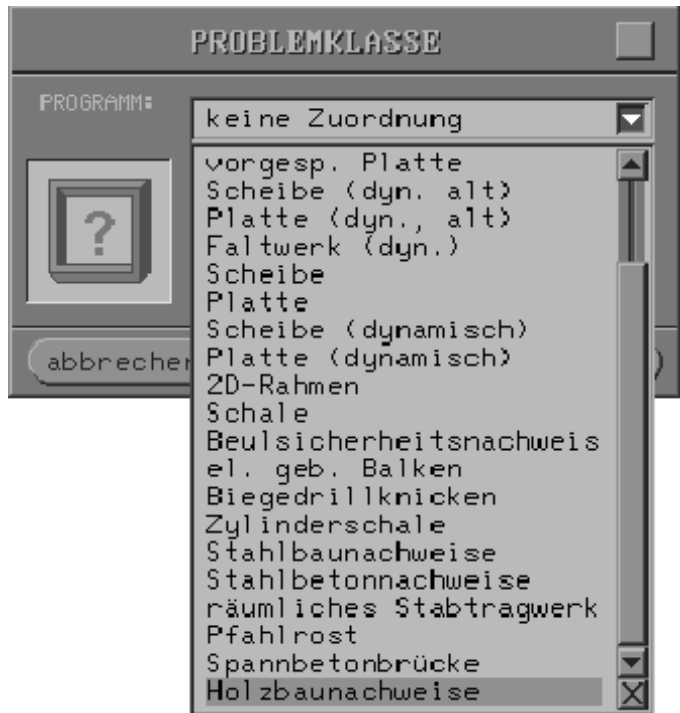 PROBLEMKLASSE
PROGRAMM:
keine Zuordnung
vorgesp. Platte
Scheibe (dyn. alt)
Platte (dyn., alt)
Faltwerk (dyn.)
Scheibe
Platte
Scheibe (dynamisch)
Platte (dynamisch)
2D-Rahmen
Schale
Beulsicherheitsnachweis
el. geb. Balken
Biegedrillknicken
Zylinderschale
Stahlbaunachweise
Stahlbetonnachweise
räumliches Stabtragwerk
Pfahlrost
Spannbetonbrücke
Holzbaunachweise
?
abbrecher